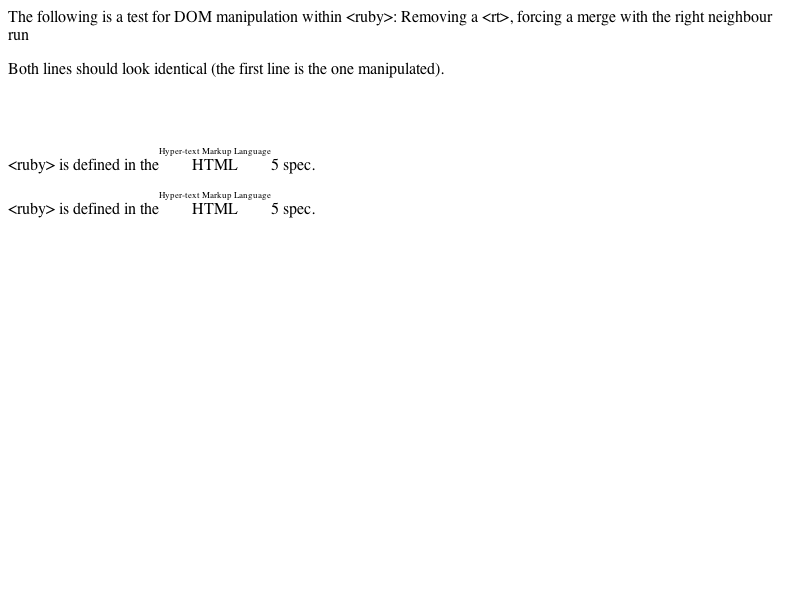 The following is a test for DOM manipulation within <ruby>: Removing a <rt>, forcing a merge with the right neighbour
run
Both lines should look identical (the first line is the one manipulated).
Hyper-text Markup Language
<ruby> is defined in the HTML 5 spec.
Hyper-text Markup Language
<ruby> is defined in the HTML 5 spec.